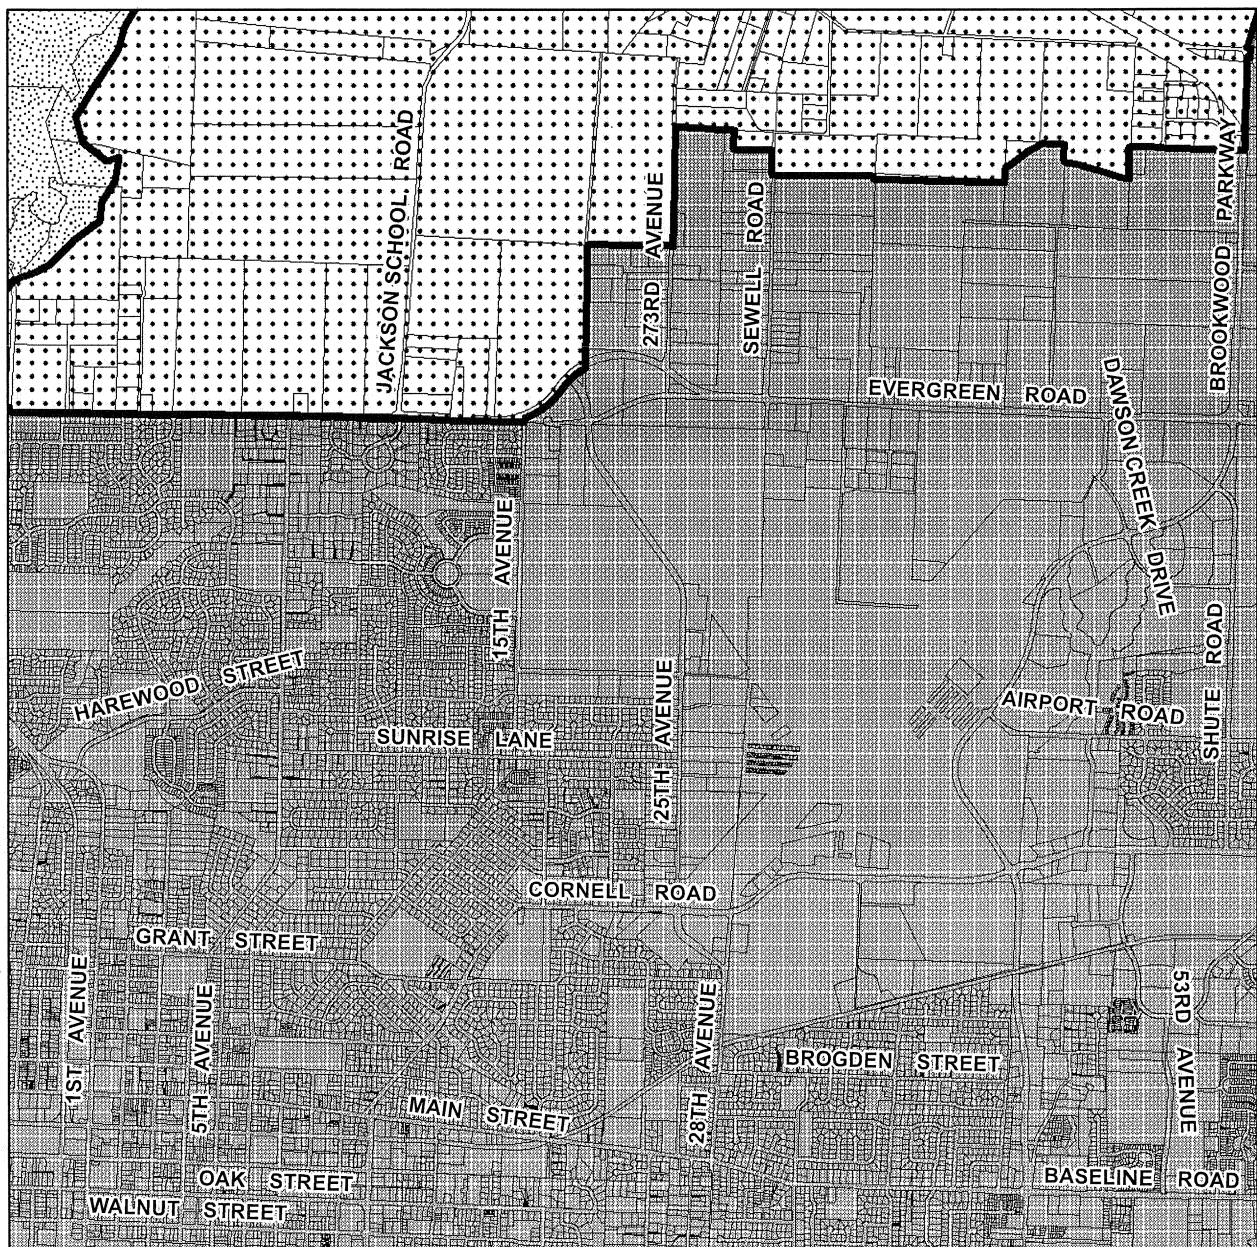 JACKSON SCHOOL ROAD
273RD AVENUE
SEWELL ROAD
BROOKWOOD PARKWAY
EVERGREEN ROAD
DAWSON CREEK DRIVE
15TH AVENUE
HAREWOOD STREET
SUNRISE LANE
25TH AVENUE
AIRPORT ROAD
SHUTE ROAD
CORNELL ROAD
GRANT STREET
1ST AVENUE
5TH AVENUE
28TH AVENUE
53RD AVENUE
BROGDEN STREET
MAIN STREET
OAK STREET
BASELINE ROAD
WALNUT STREET